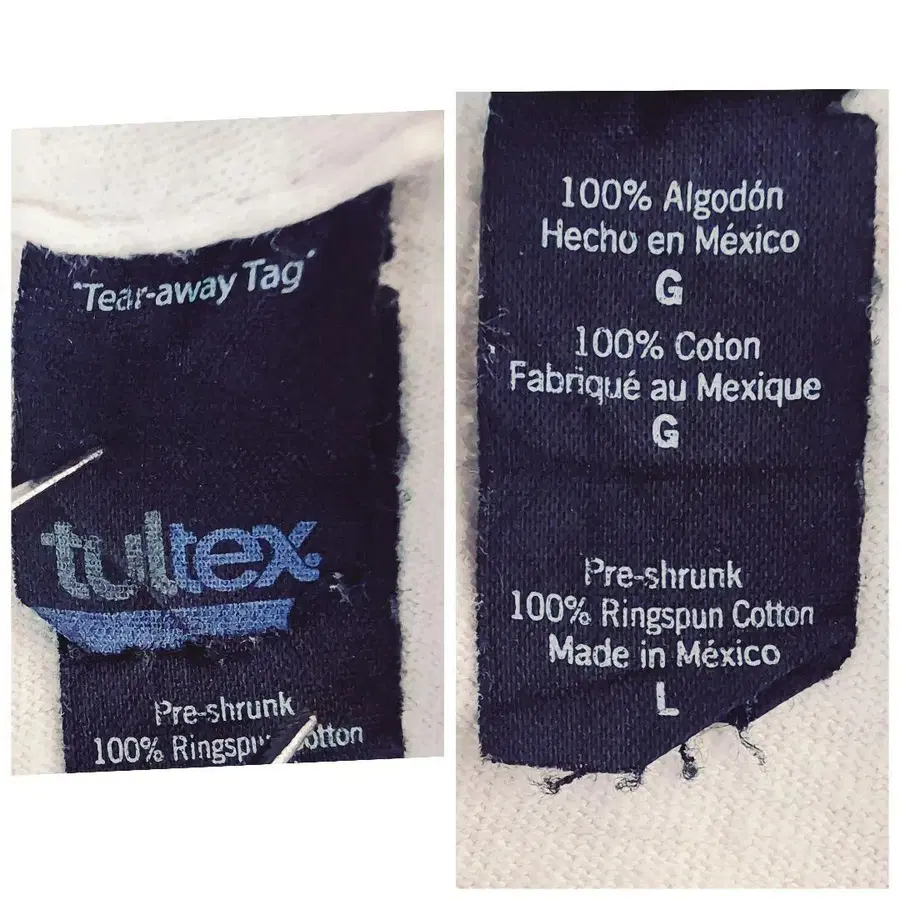 "Tear-away Tag"
tultex.
Pre-shrunk
100%
100% Algodón
Hecho en México
G
100% Coton
Fabriqué au Mexique
G
Pre-shrunk
100% Ringspun Cotton
Made in México
L